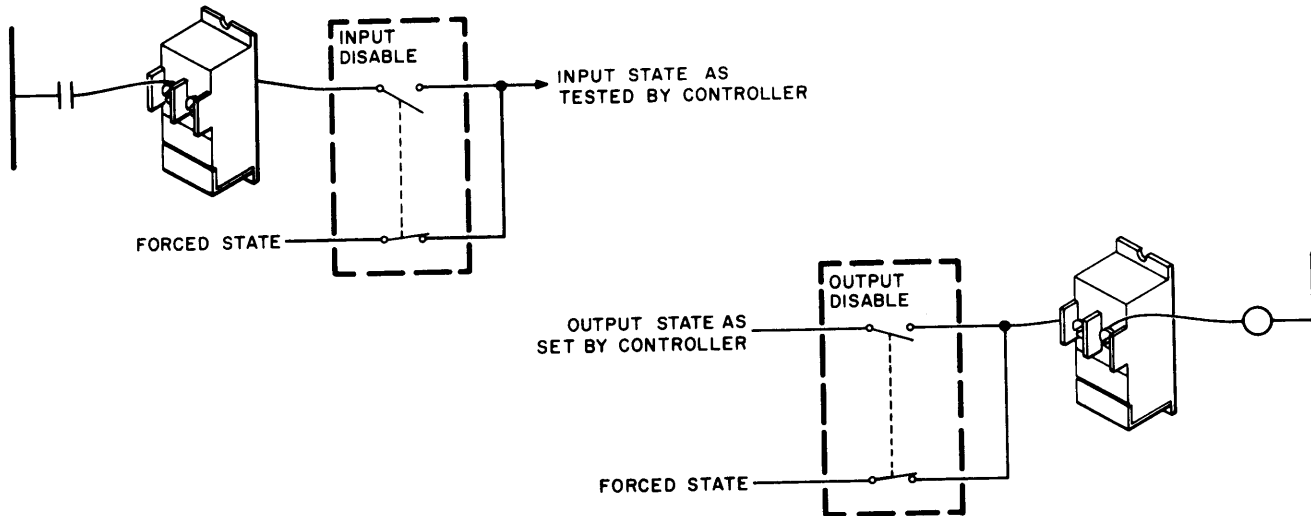 INPUT
DISABLE
INPUT STATE AS
TESTED BY CONTROLLER
FORCED STATE
OUTPUT
DISABLE
OUTPUT STATE AS
SET BY CONTROLLER
FORCED STATE